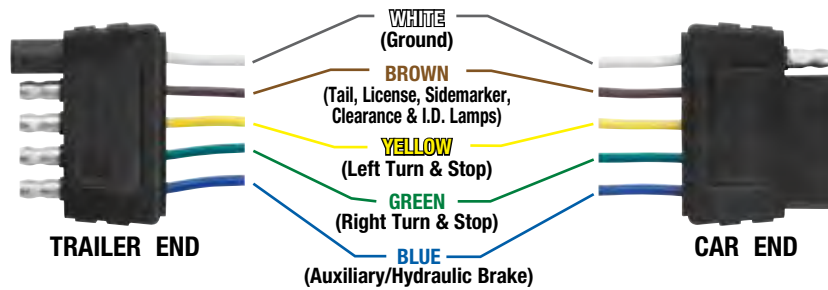 WHITE
(Ground)
BROWN
(Tail, License, Sidemarker,
Clearance & I.D. Lamps)
YELLOW
(Left Turn & Stop)
GREEN
(Right Turn & Stop)
BLUE
(Auxiliary/Hydraulic Brake)
TRAILER END
CAR END